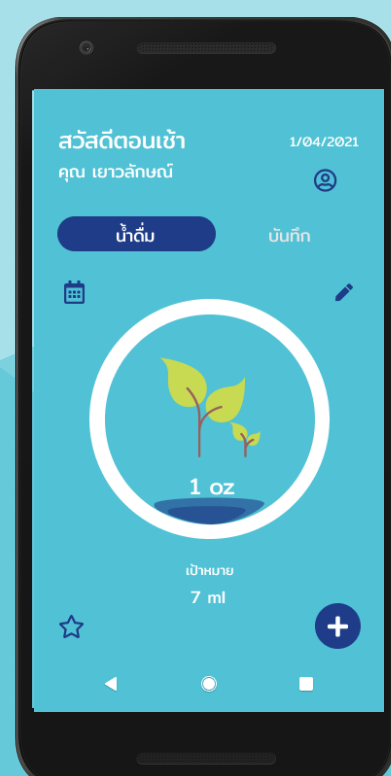 สวัสดีตอนเช้า
1/04/2021
คุณ เยาวลักษณ์
น้ำดื่ม
บันทึก
1 oz
เป้าหมาย
7 ml